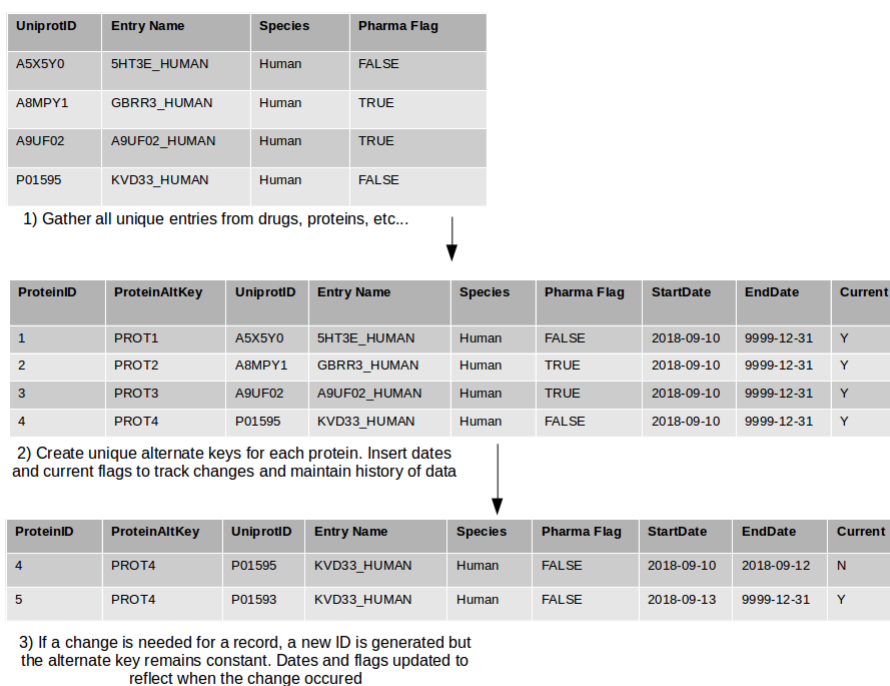 UniprotID Entry Name Species Pharma Flag
A5X5Y0 5HT3E_HUMAN Human FALSE
A8MPY1 GBRR3_HUMAN Human TRUE
A9UF02 A9UF02_HUMAN Human TRUE
P01595 KVD33_HUMAN Human FALSE
1) Gather all unique entries from drugs, proteins, etc...
ProteinID ProteinAltKey UniprotID Entry Name Species Pharma Flag StartDate EndDate Current
1 PROT1 A5X5Y0 5HT3E_HUMAN Human FALSE 2018-09-10 9999-12-31 Y
2 PROT2 A8MPY1 GBRR3_HUMAN Human TRUE 2018-09-10 9999-12-31 Y
3 PROT3 A9UF02 A9UF02_HUMAN Human TRUE 2018-09-10 9999-12-31 Y
4 PROT4 P01595 KVD33_HUMAN Human FALSE 2018-09-10 9999-12-31 Y
2) Create unique alternate keys for each protein. Insert dates
and current flags to track changes and maintain history of data
ProteinID ProteinAltKey UniprotID Entry Name Species Pharma Flag StartDate EndDate Current
4 PROT4 P01595 KVD33_HUMAN Human FALSE 2018-09-10 2018-09-12 N
5 PROT4 P01593 KVD33_HUMAN Human FALSE 2018-09-13 9999-12-31 Y
3) If a change is needed for a record, a new ID is generated but
the alternate key remains constant. Dates and flags updated to
reflect when the change occured